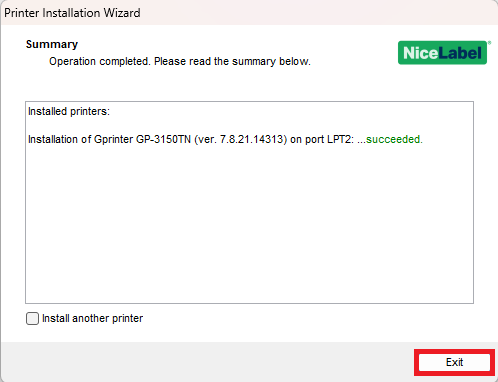 Printer Installation Wizard
Summary
Operation completed. Please read the summary below.
NiceLabel
Installed printers:
Installation of Gprinter GP-3150TN (ver. 7.8.21.14313) on port LPT2: ...succeeded.
Install another printer
Exit